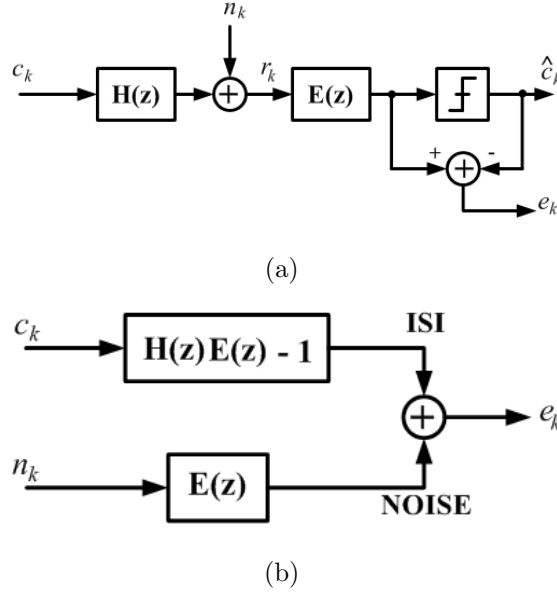 n_k
c_k
H(z)
+
r_k
E(z)
ĉ_k
+
-
+
e_k
(a)
c_k
H(z)E(z) - 1
ISI
+
e_k
n_k
E(z)
NOISE
(b)